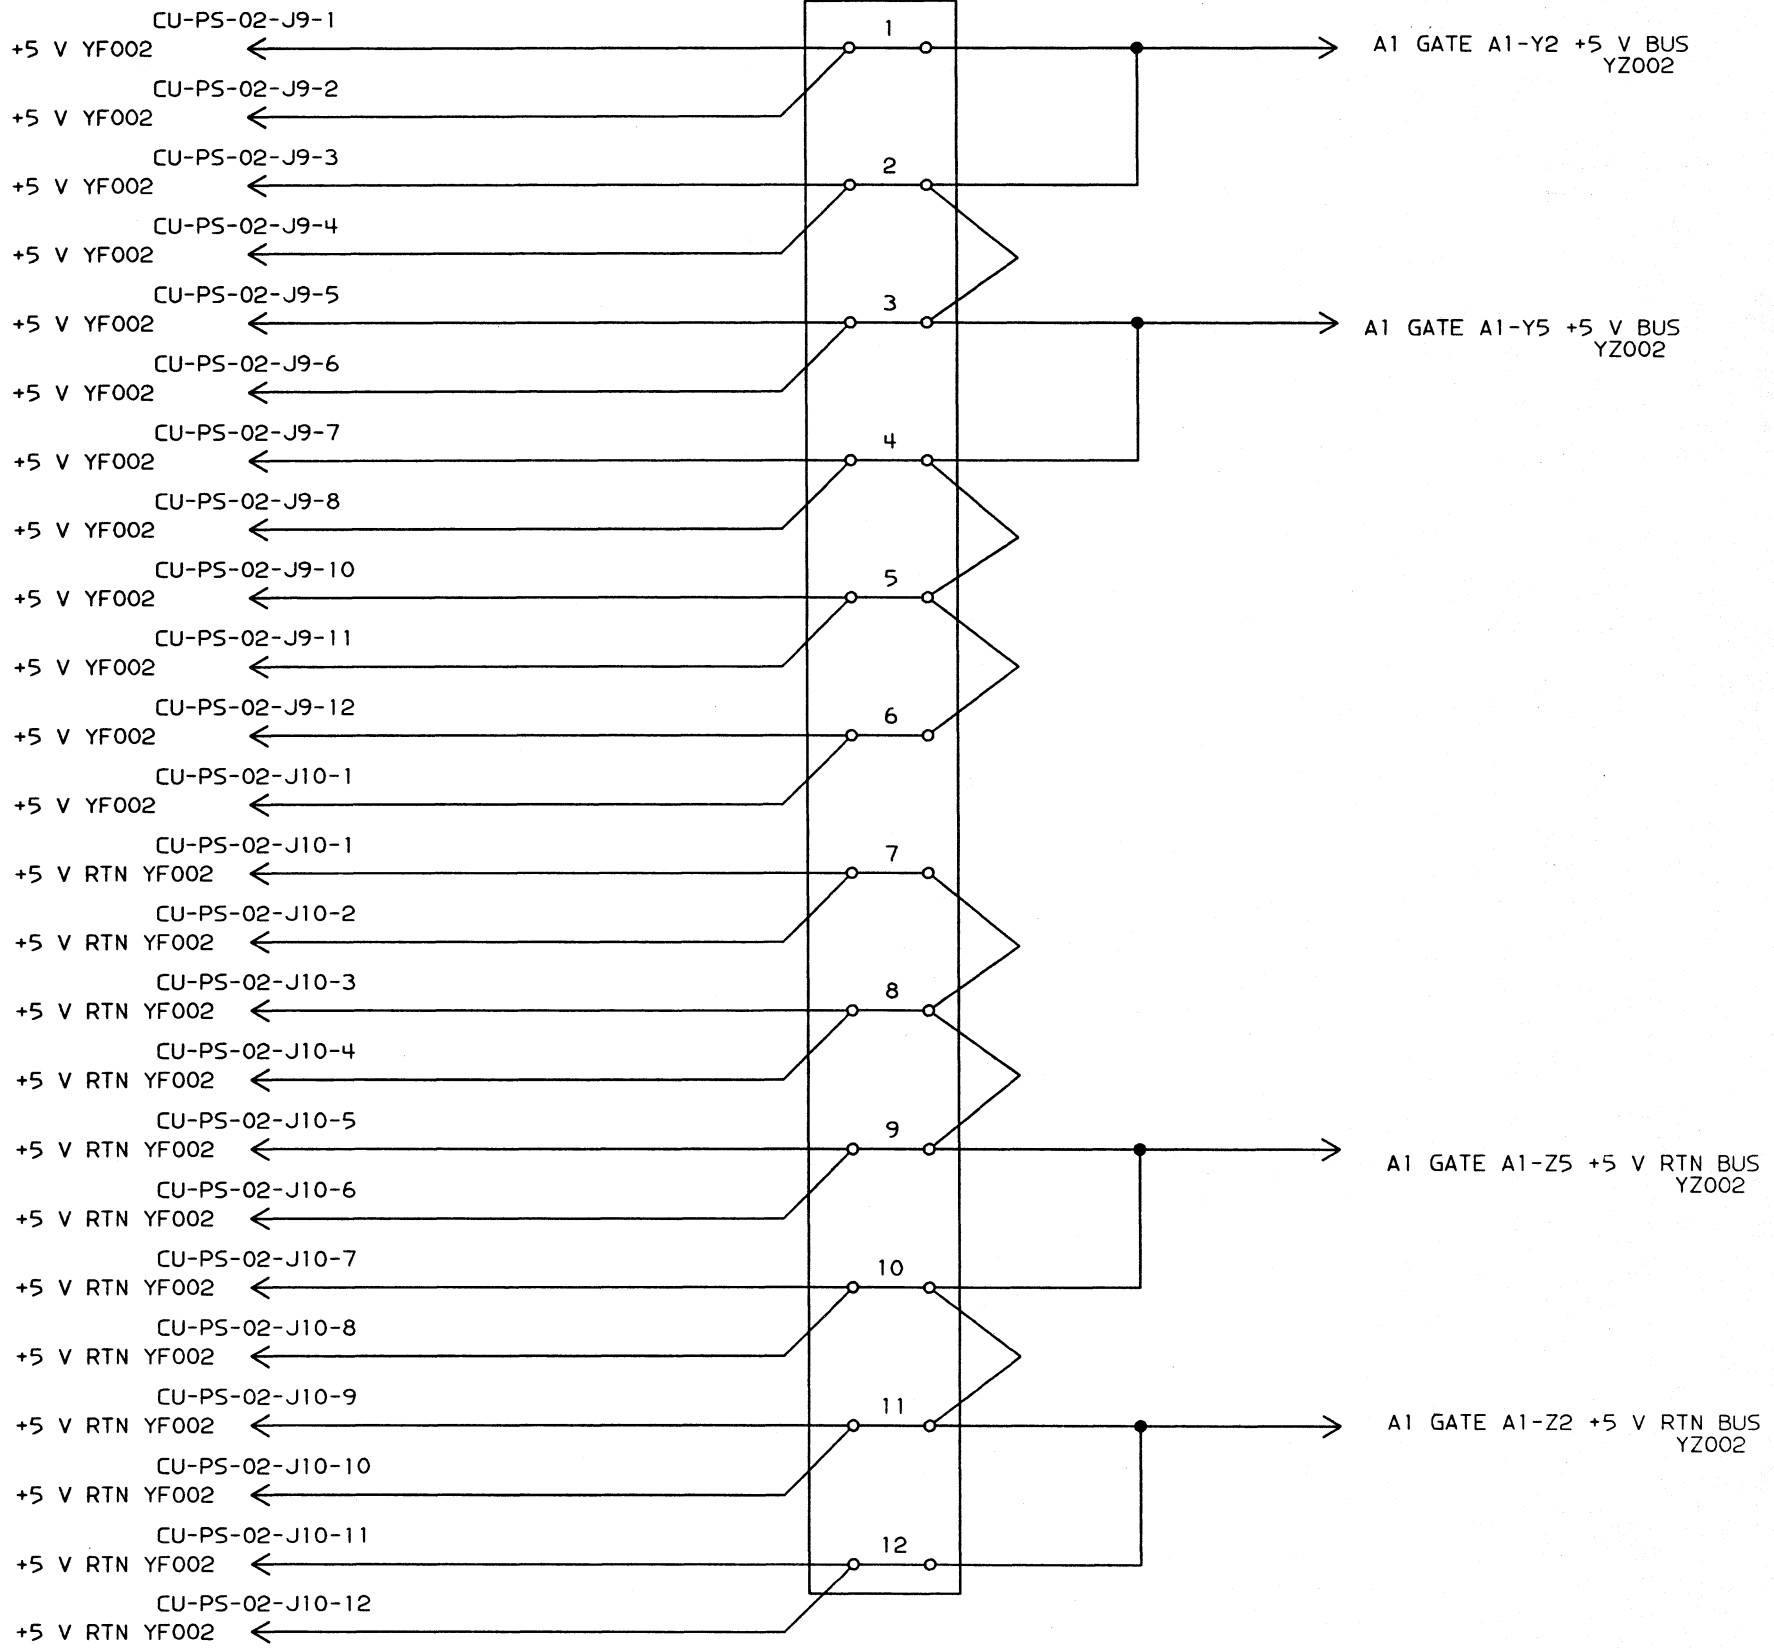 CU-PS-02-J9-1
1
+5 V YF002
A1 GATE A1-Y2 +5 V BUS
YZ002
CU-PS-02-J9-2
+5 V YF002
CU-PS-02-J9-3
2
+5 V YF002
CU-PS-02-J9-4
+5 V YF002
CU-PS-02-J9-5
3
+5 V YF002
A1 GATE A1-Y5 +5 V BUS
YZ002
CU-PS-02-J9-6
+5 V YF002
CU-PS-02-J9-7
4
+5 V YF002
CU-PS-02-J9-8
+5 V YF002
CU-PS-02-J9-10
5
+5 V YF002
CU-PS-02-J9-11
+5 V YF002
CU-PS-02-J9-12
6
+5 V YF002
CU-PS-02-J10-1
+5 V YF002
CU-PS-02-J10-1
7
+5 V RTN YF002
CU-PS-02-J10-2
+5 V RTN YF002
CU-PS-02-J10-3
8
+5 V RTN YF002
CU-PS-02-J10-4
+5 V RTN YF002
CU-PS-02-J10-5
9
+5 V RTN YF002
A1 GATE A1-Z5 +5 V RTN BUS
YZ002
CU-PS-02-J10-6
+5 V RTN YF002
CU-PS-02-J10-7
10
+5 V RTN YF002
CU-PS-02-J10-8
+5 V RTN YF002
CU-PS-02-J10-9
11
+5 V RTN YF002
A1 GATE A1-Z2 +5 V RTN BUS
YZ002
CU-PS-02-J10-10
+5 V RTN YF002
CU-PS-02-J10-11
12
+5 V RTN YF002
CU-PS-02-J10-12
+5 V RTN YF002